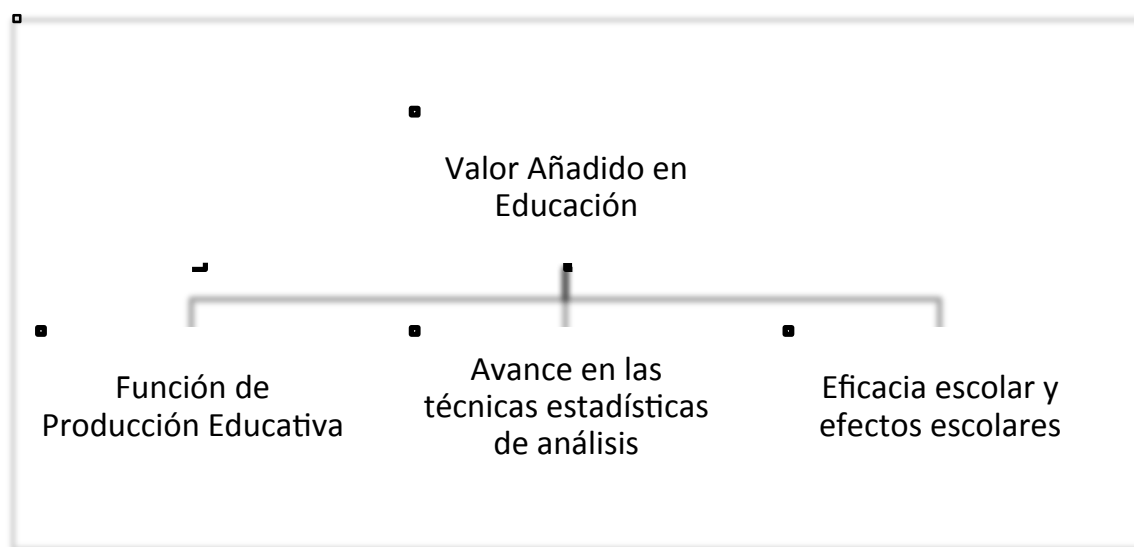 Valor Añadido en
Educación
Función de
Producción Educativa
Avance en las
técnicas estadísticas
de análisis
Eficacia escolar y
efectos escolares